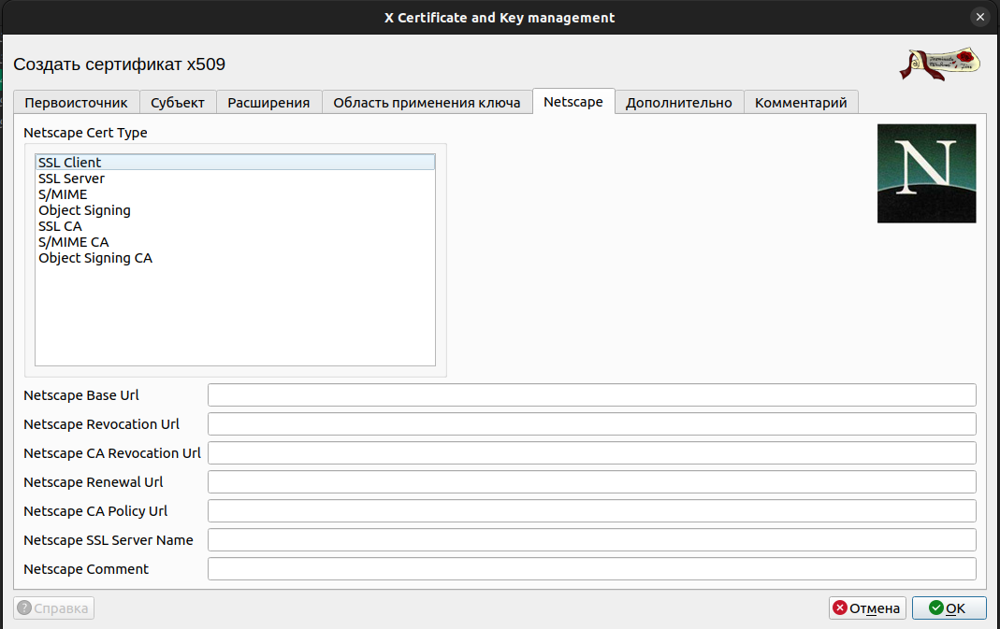 X Certificate and Key management
Создать сертификат x509
Первоисточник Субъект Расширения Область применения ключа Netscape Дополнительно Комментарий
Netscape Cert Type
SSL Client
SSL Server
S/MIME
Object Signing
SSL CA
S/MIME CA
Object Signing CA
N
Netscape Base Url
Netscape Revocation Url
Netscape CA Revocation Url
Netscape Renewal Url
Netscape CA Policy Url
Netscape SSL Server Name
Netscape Comment
? Справка Отмена OK